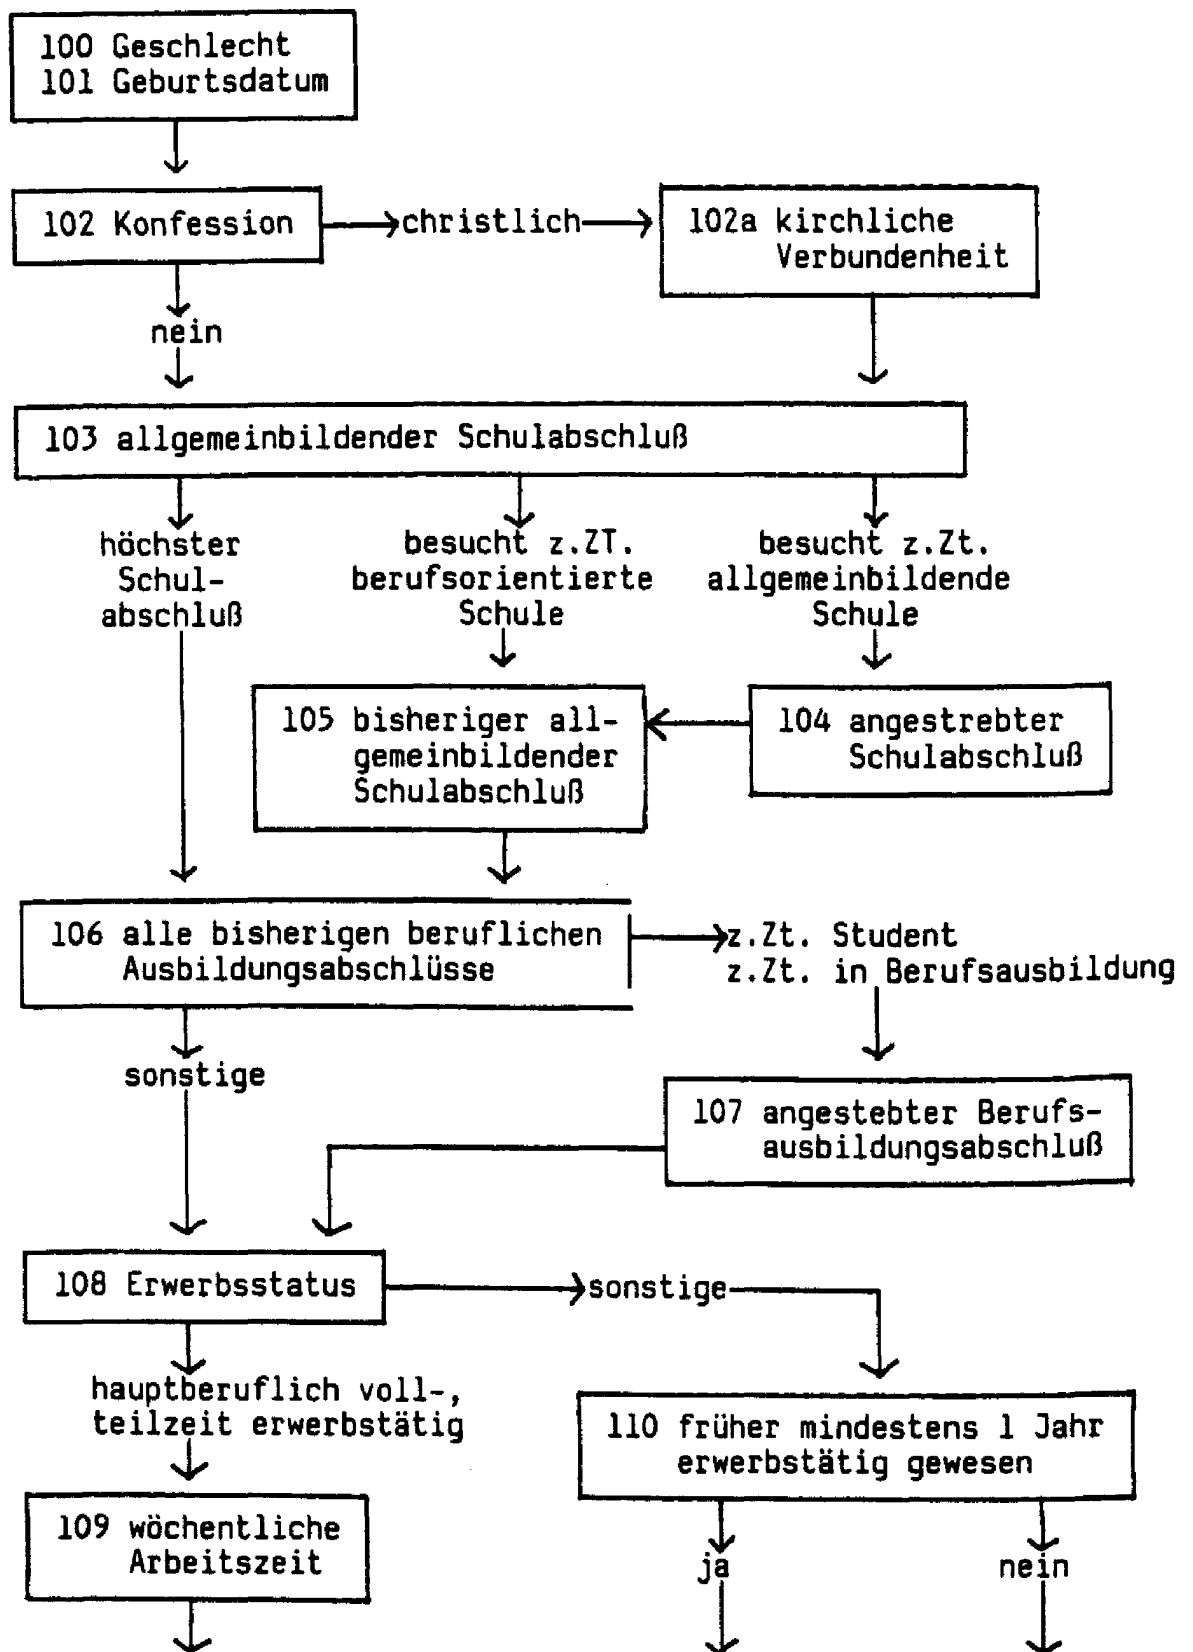 100 Geschlecht
101 Geburtsdatum
102 Konfession
christlich
102a kirchliche
Verbundenheit
nein
103 allgemeinbildender Schulabschluß
höchster
Schul-
abschluß
besucht z.ZT.
berufsorientierte
Schule
besucht z.Zt.
allgemeinbildende
Schule
105 bisheriger all-
gemeinbildender
Schulabschluß
104 angestrebter
Schulabschluß
106 alle bisherigen beruflichen
Ausbildungsabschlüsse
z.Zt. Student
z.Zt. in Berufsausbildung
sonstige
107 angestebter Berufs-
ausbildungsabschluß
108 Erwerbsstatus
sonstige
hauptberuflich voll-,
teilzeit erwerbstätig
110 früher mindestens 1 Jahr
erwerbstätig gewesen
109 wöchentliche
Arbeitszeit
ja
nein